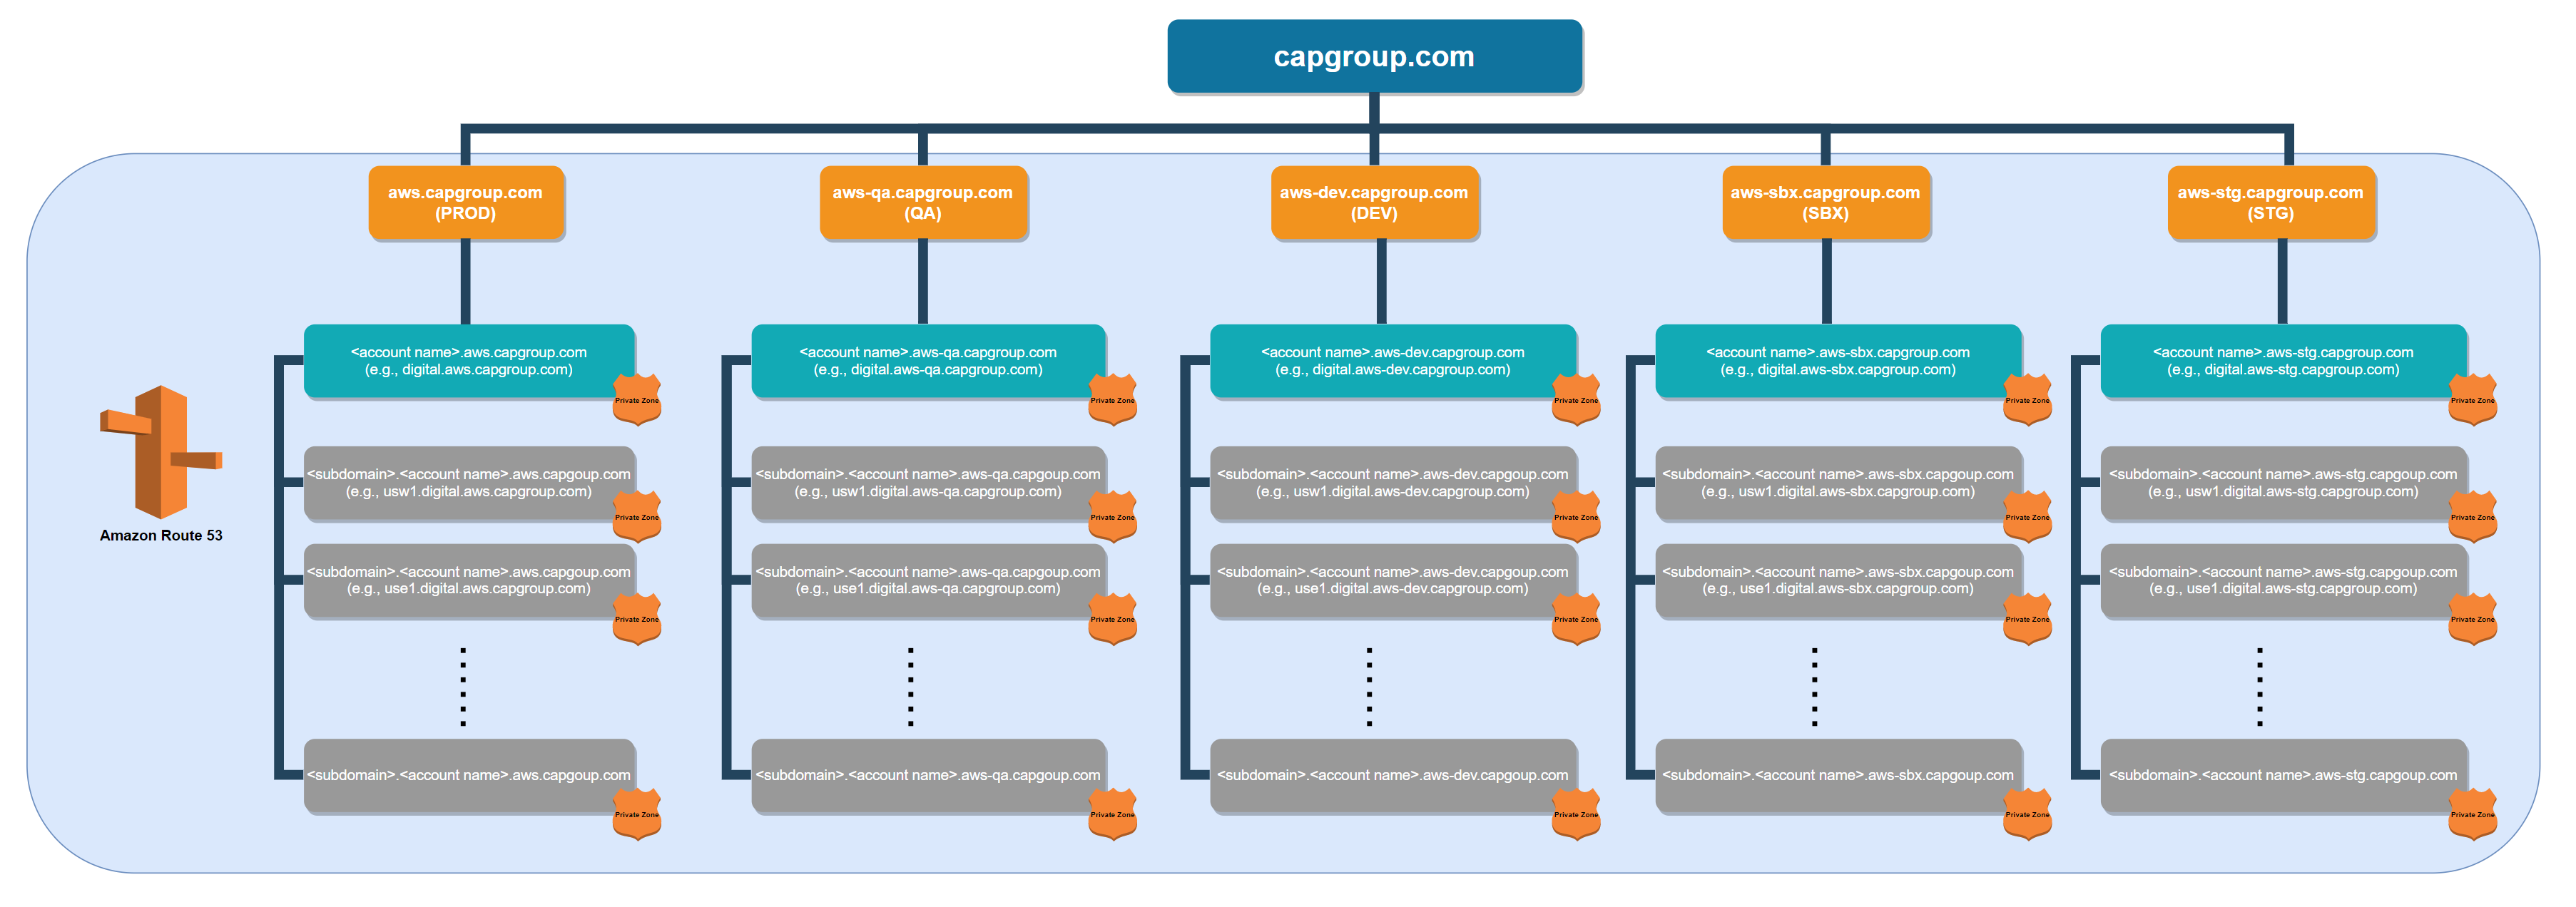 capgroup.com
aws.capgroup.com
(PROD)
aws-qa.capgroup.com
(QA)
aws-dev.capgroup.com
(DEV)
aws-sbx.capgroup.com
(SBX)
aws-stg.capgroup.com
(STG)
Amazon Route 53
<account name>.aws.capgroup.com
(e.g., digital.aws.capgroup.com)
Private Zone
<subdomain>.<account name>.aws.capgoup.com
(e.g., usw1.digital.aws.capgroup.com)
Private Zone
<subdomain>.<account name>.aws.capgoup.com
(e.g., use1.digital.aws.capgroup.com)
Private Zone
<subdomain>.<account name>.aws.capgoup.com
Private Zone
<account name>.aws-qa.capgroup.com
(e.g., digital.aws-qa.capgroup.com)
Private Zone
<subdomain>.<account name>.aws-qa.capgoup.com
(e.g., usw1.digital.aws-qa.capgroup.com)
Private Zone
<subdomain>.<account name>.aws-qa.capgoup.com
(e.g., use1.digital.aws-qa.capgroup.com)
Private Zone
<subdomain>.<account name>.aws-qa.capgoup.com
Private Zone
<account name>.aws-dev.capgroup.com
(e.g., digital.aws-dev.capgroup.com)
Private Zone
<subdomain>.<account name>.aws-dev.capgoup.com
(e.g., usw1.digital.aws-dev.capgroup.com)
Private Zone
<subdomain>.<account name>.aws-dev.capgoup.com
(e.g., use1.digital.aws-dev.capgroup.com)
Private Zone
<subdomain>.<account name>.aws-dev.capgoup.com
Private Zone
<account name>.aws-sbx.capgroup.com
(e.g., digital.aws-sbx.capgroup.com)
Private Zone
<subdomain>.<account name>.aws-sbx.capgoup.com
(e.g., usw1.digital.aws-sbx.capgroup.com)
Private Zone
<subdomain>.<account name>.aws-sbx.capgoup.com
(e.g., use1.digital.aws-sbx.capgroup.com)
Private Zone
<subdomain>.<account name>.aws-sbx.capgoup.com
Private Zone
<account name>.aws-stg.capgroup.com
(e.g., digital.aws-stg.capgroup.com)
Private Zone
<subdomain>.<account name>.aws-stg.capgoup.com
(e.g., usw1.digital.aws-stg.capgroup.com)
Private Zone
<subdomain>.<account name>.aws-stg.capgoup.com
(e.g., use1.digital.aws-stg.capgroup.com)
Private Zone
<subdomain>.<account name>.aws-stg.capgoup.com
Private Zone